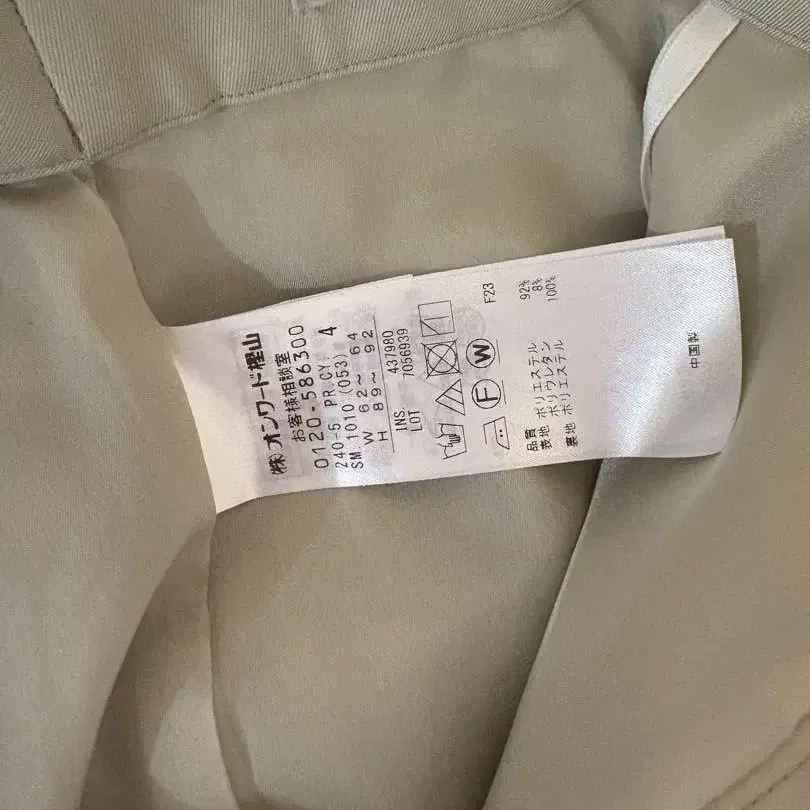 (株)オンワード樫山
お客様相談室
0120-586300
240-5 PR.CY. 4
SM.1010 (053)
W 62～ 64
H 89～ 92
INS. 437980
LOT 7056939
F W
F23
品質
表地 ポリエステル 92%
ポリウレタン 8%
裏地 ポリエステル 100%
中国製